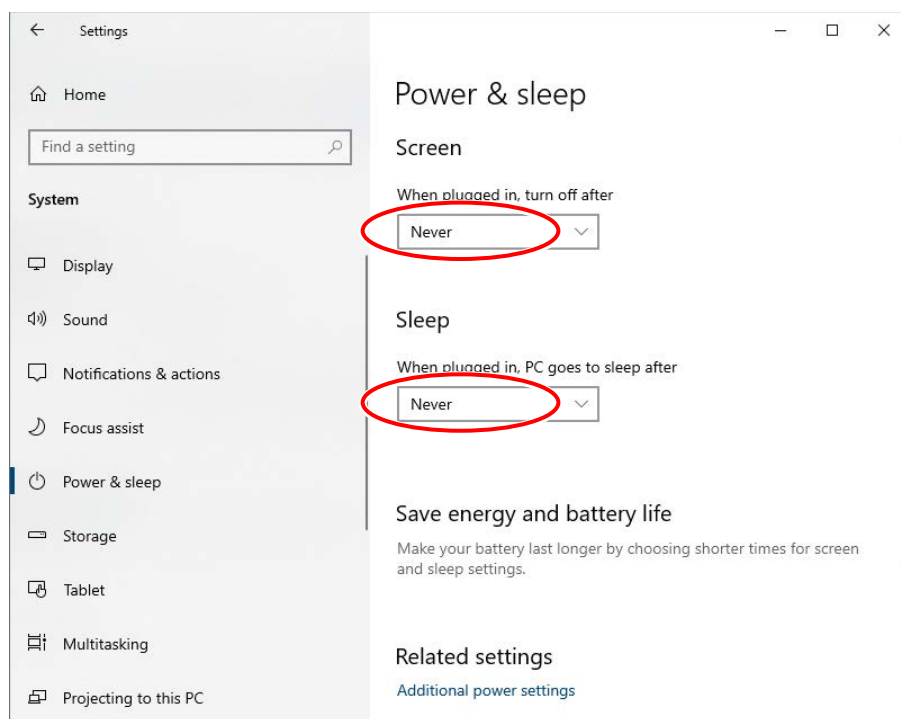 Settings
Home
Find a setting
System
Display
Sound
Notifications & actions
Focus assist
Power & sleep
Storage
Tablet
Multitasking
Projecting to this PC
Power & sleep
Screen
When plugged in, turn off after
Never
Sleep
When plugged in, PC goes to sleep after
Never
Save energy and battery life
Make your battery last longer by choosing shorter times for screen
and sleep settings.
Related settings
Additional power settings